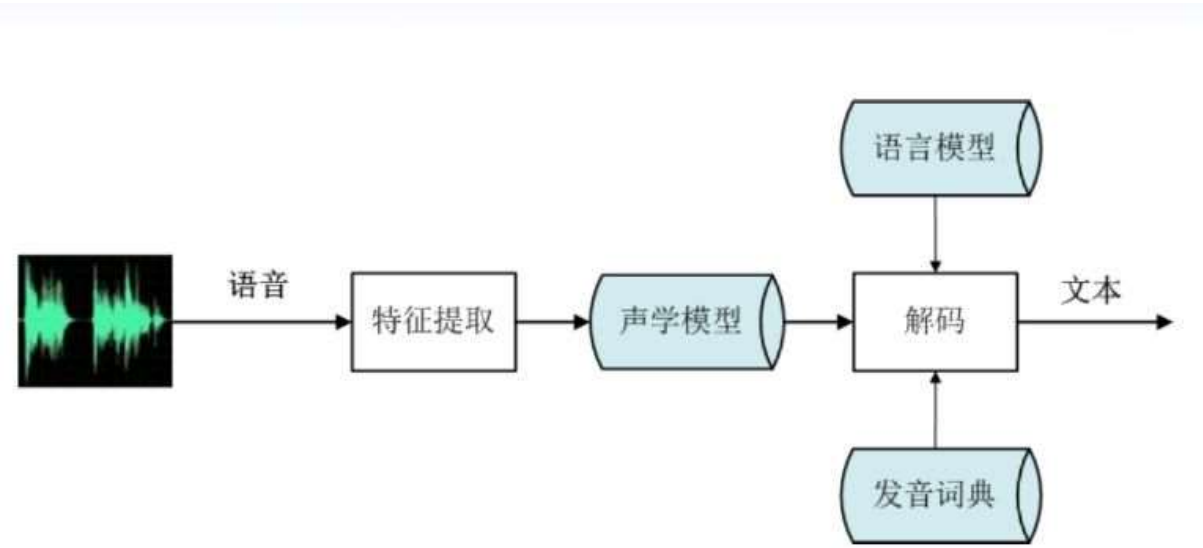 语言模型
语音
特征提取
声学模型
解码
文本
发音词典